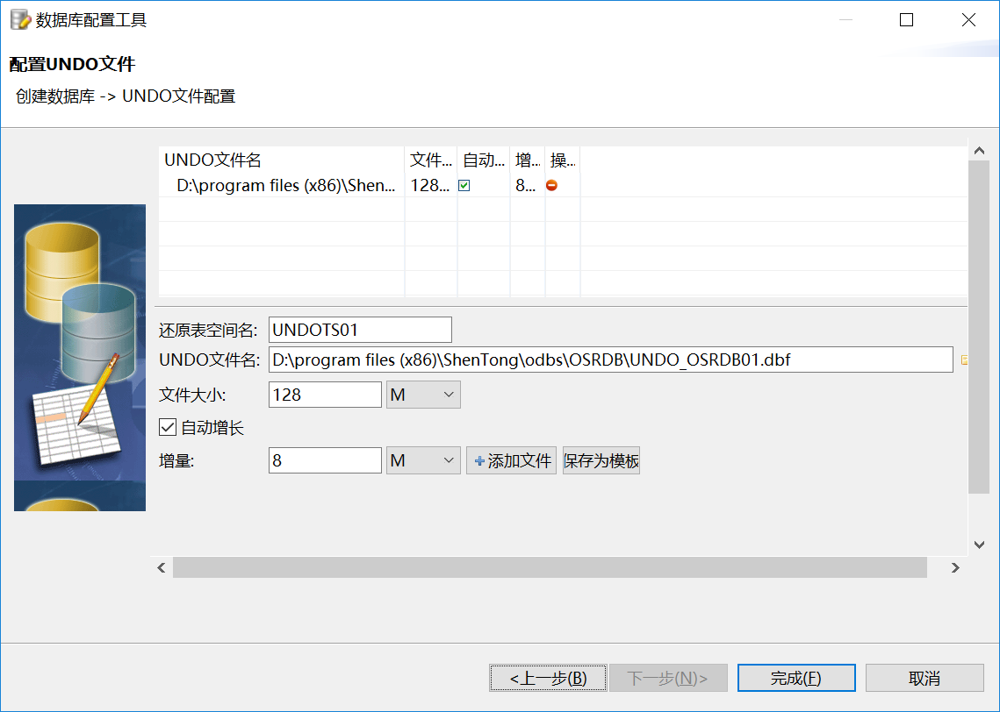 数据库配置工具
配置UNDO文件
创建数据库 -> UNDO文件配置
UNDO文件名 文件... 自动... 增... 操...
D:\program files (x86)\Shen... 128... 8...
还原表空间名: UNDOTS01
UNDO文件名: D:\program files (x86)\ShenTong\odbs\OSRDB\UNDO_OSRDB01.dbf
文件大小: 128 M
自动增长
增量: 8 M 添加文件 保存为模板
<上一步(B) 下一步(N)> 完成(F) 取消